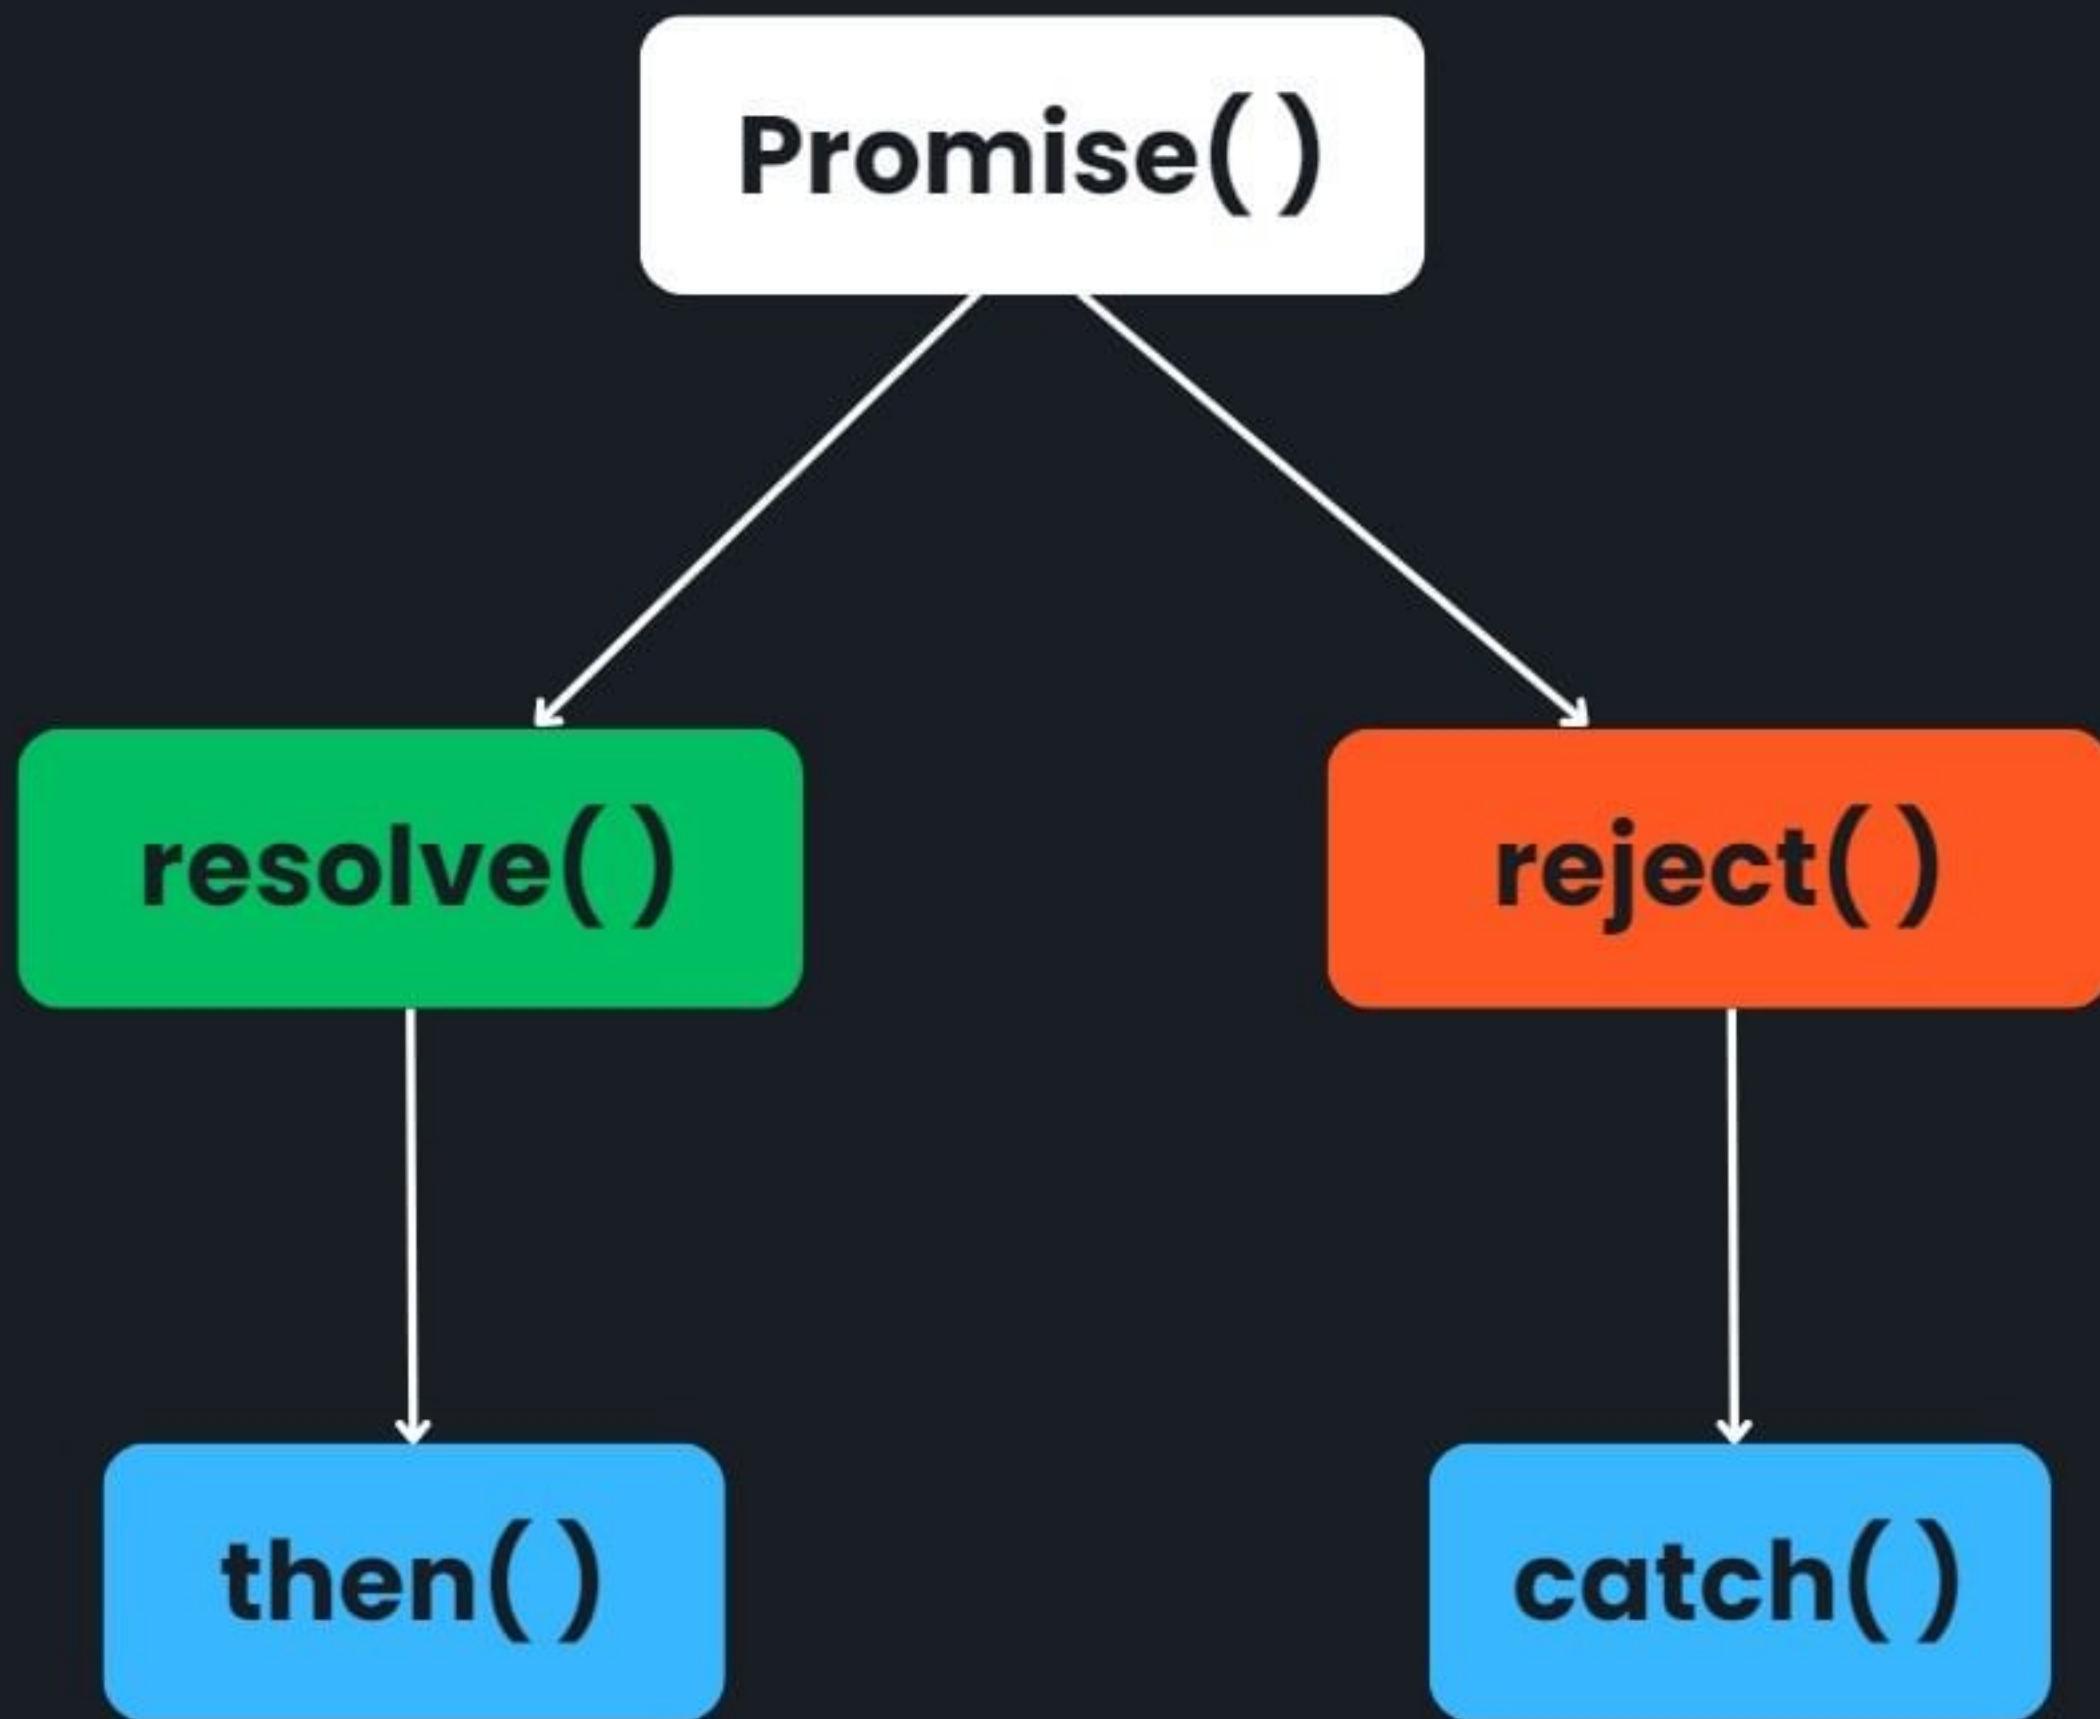 Promise( )
resolve( )
reject( )
then( )
catch( )